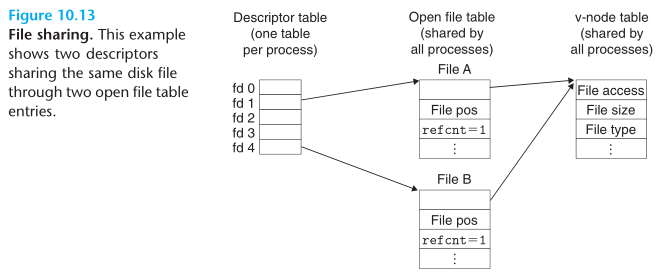 Figure 10.13
File sharing. This example
shows two descriptors
sharing the same disk file
through two open file table
entries.
Descriptor table
(one table
per process)
Open file table
(shared by
all processes)
v-node table
(shared by
all processes)
fd 0
fd 1
fd 2
fd 3
fd 4
File A
File pos
refcnt=1
⋮
File B
File pos
refcnt=1
⋮
File access
File size
File type
⋮